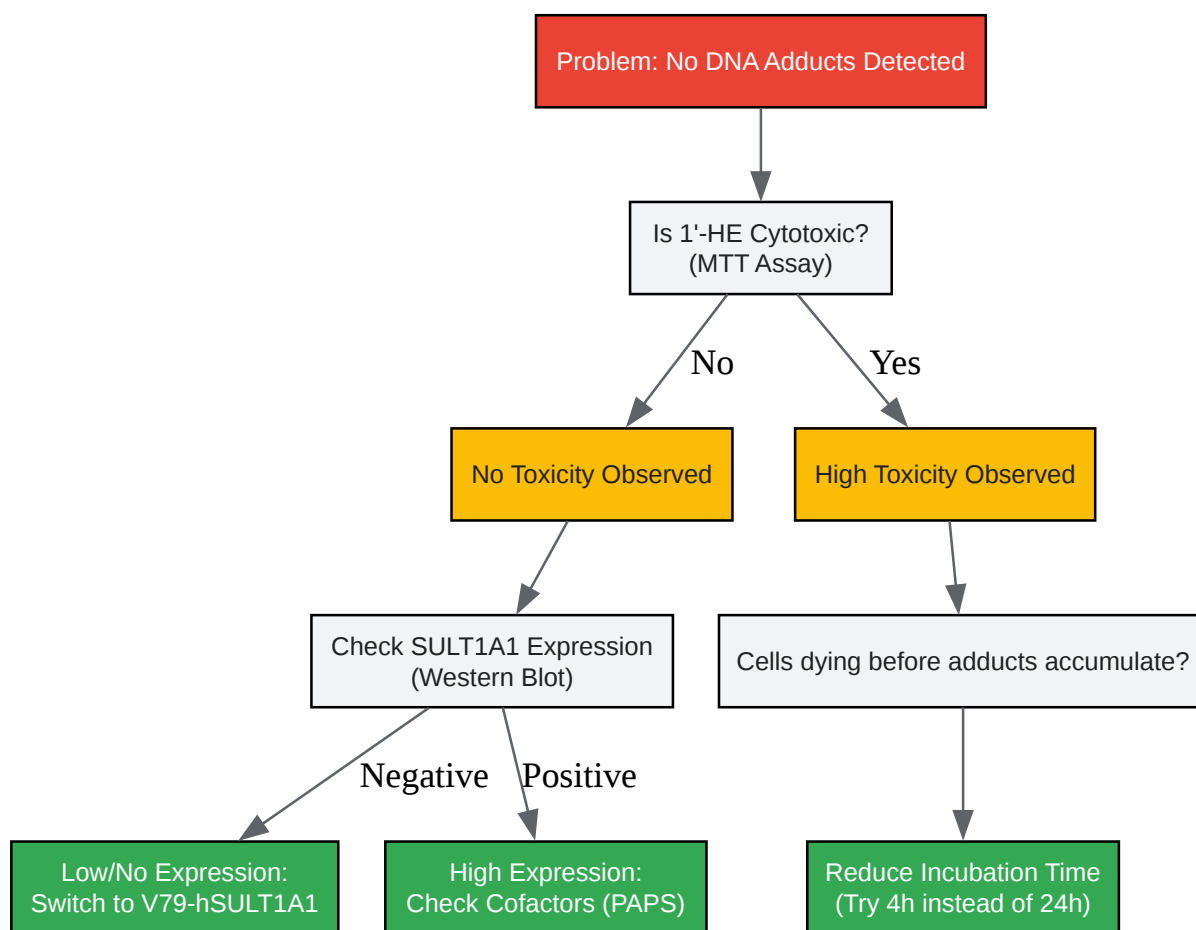 Problem: No DNA Adducts Detected
Is 1'-HE Cytotoxic?
(MTT Assay)
No
Yes
No Toxicity Observed
High Toxicity Observed
Check SULT1A1 Expression
(Western Blot)
Cells dying before adducts accumulate?
Negative
Positive
Low/No Expression:
Switch to V79-hSULT1A1
High Expression:
Check Cofactors (PAPS)
Reduce Incubation Time
(Try 4h instead of 24h)